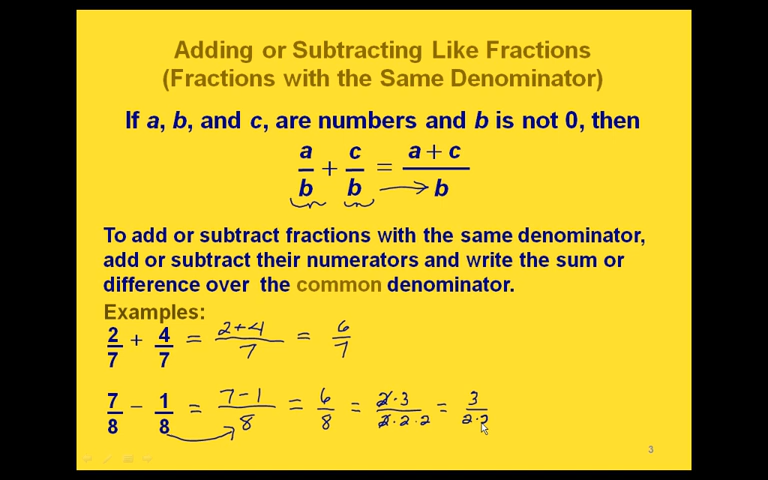 Adding or Subtracting Like Fractions
(Fractions with the Same Denominator)
If a, b, and c, are numbers and b is not 0, then
a/b + c/b = (a + c)/b
To add or subtract fractions with the same denominator,
add or subtract their numerators and write the sum or
difference over the common denominator.
Examples:
2/7 + 4/7 = (2+4)/7 = 6/7
7/8 − 1/8 = (7-1)/8 = 6/8 = (2·3)/(2·2·2) = 3/(2·2)
3